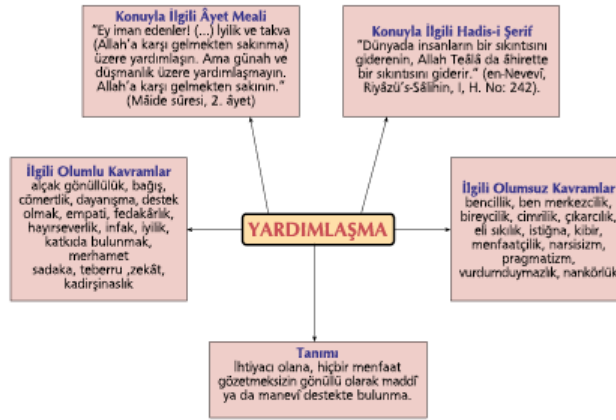 Konuyla İlgili Âyet Meali
"Ey iman edenler! (...) İyilik ve takva
(Allah'a karşı gelmekten sakınma)
üzere yardımlaşın. Ama günah ve
düşmanlık üzere yardımlaşmayın.
Allah'a karşı gelmekten sakının."
(Mâide sûresi, 2. âyet)
Konuyla İlgili Hadis-i Şerif
"Dünyada insanların bir sıkıntısını
giderenin, Allah Teâlâ da âhirette
bir sıkıntısını giderir." (en-Nevevî,
Riyâzü's-Sâlihîn, I, H. No: 242).
İlgili Olumlu Kavramlar
alçak gönüllülük, bağış,
cömertlik, dayanışma, destek
olmak, empati, fedakârlık,
hayırseverlik, infak, iyilik,
katkıda bulunmak,
merhamet
sadaka, teberru ,zekât,
kadirşinaslık
YARDIMLAŞMA
İlgili Olumsuz Kavramlar
bencillik, ben merkezcilik,
bireycilik, cimrilik, çıkarcılık,
eli sıkılık, istiğna, kibir,
menfaatçilik, narsisizm,
pragmatizm,
vurdumduymazlık, nankörlük
Tanımı
İhtiyacı olana, hiçbir menfaat
gözetmeksizin gönüllü olarak maddî
ya da manevî destekte bulunma.